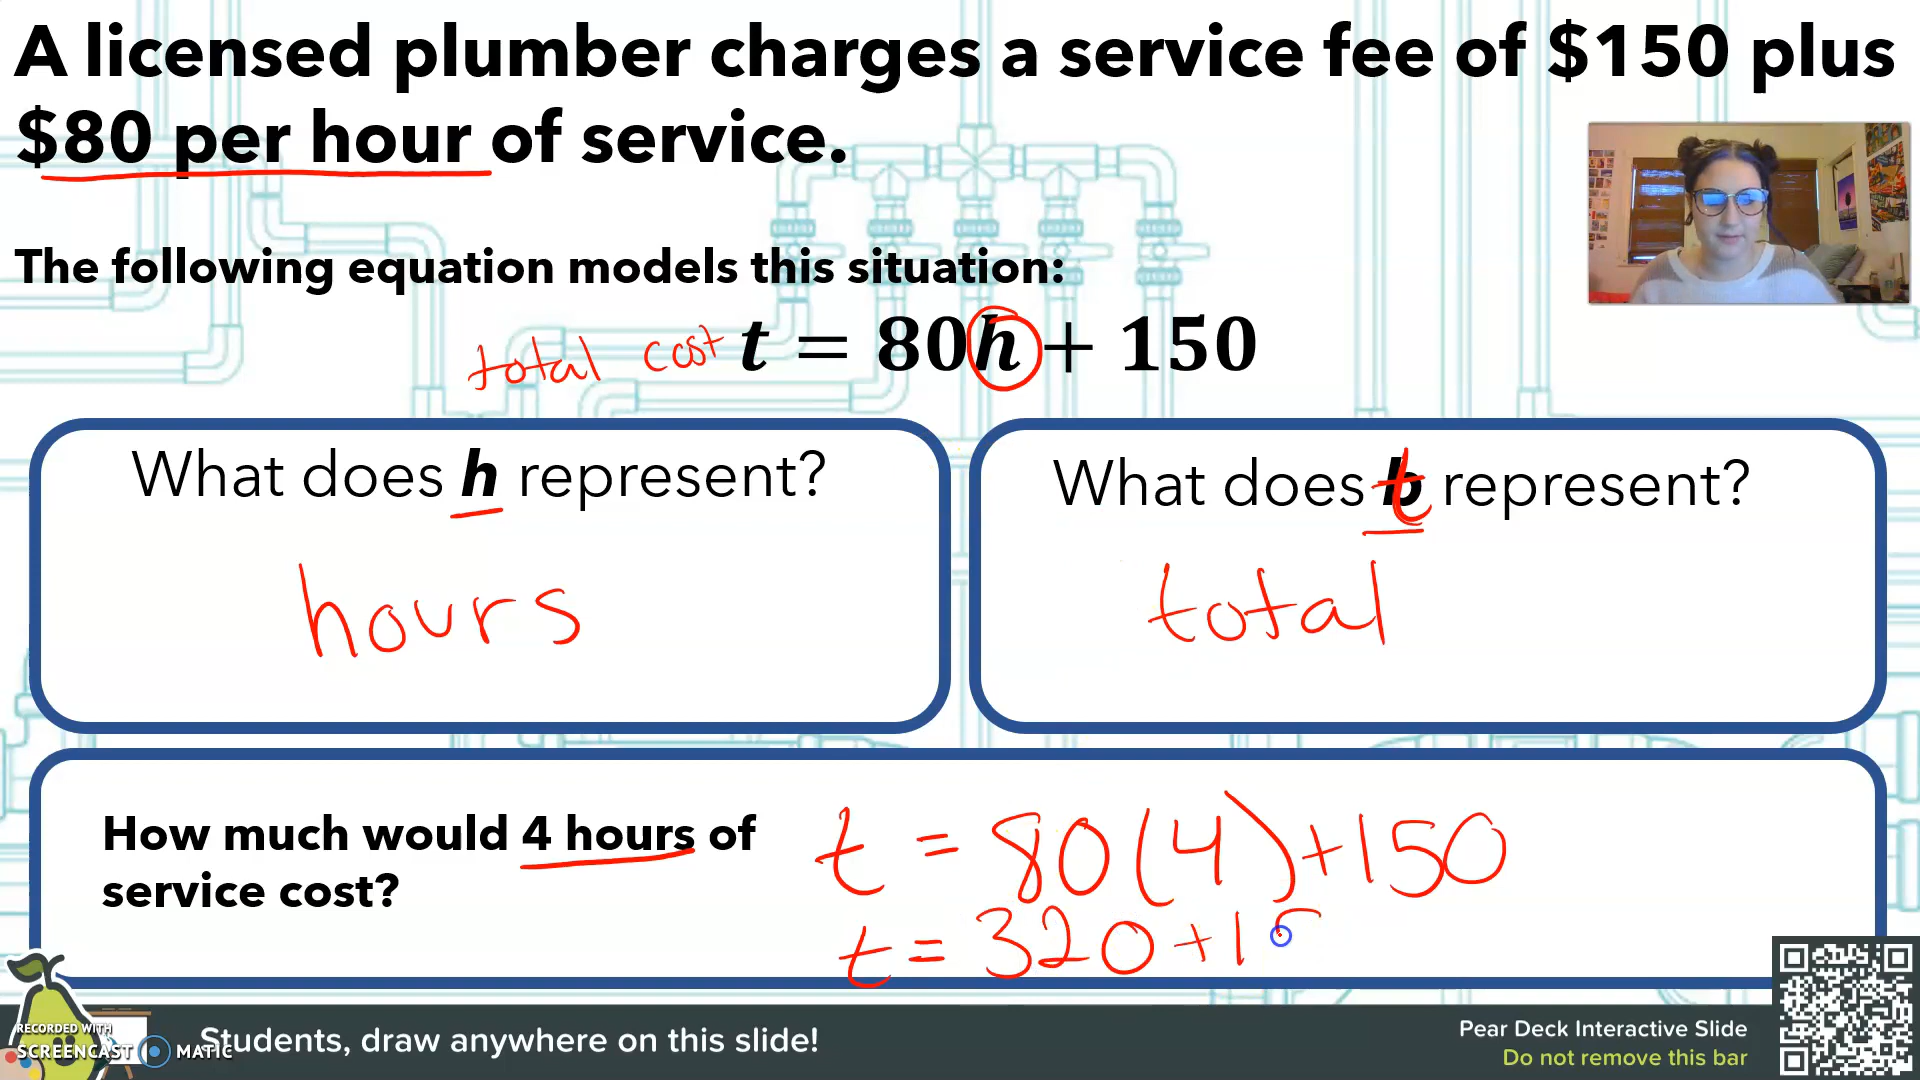 A licensed plumber charges a service fee of $150 plus
$80 per hour of service.
The following equation models this situation:
total cost t = 80h + 150
What does h represent?
hours
What does t represent?
total
How much would 4 hours of
service cost?
t = 80(4)+150
t = 320+15
RECORDED WITH
SCREENCAST MATIC
Students, draw anywhere on this slide!
Pear Deck Interactive Slide
Do not remove this bar